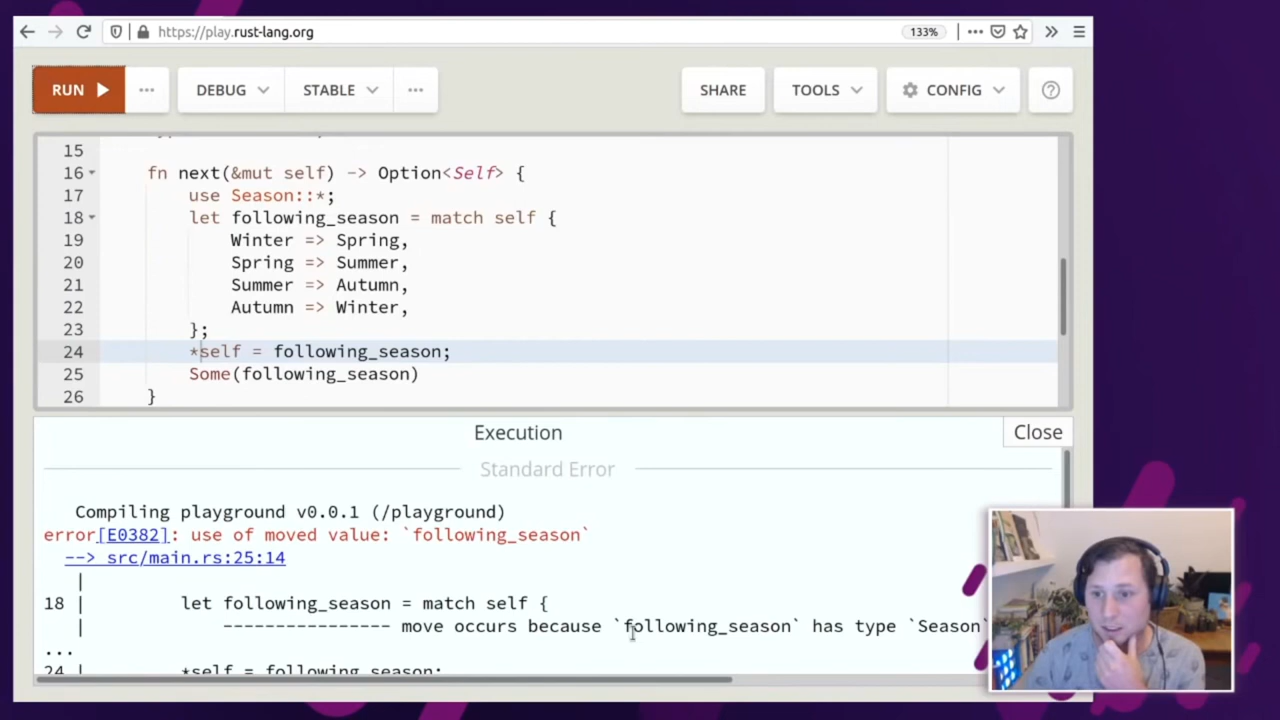 https://play.rust-lang.org 133%
RUN DEBUG STABLE SHARE TOOLS CONFIG
15
16 fn next(&mut self) -> Option<Self> {
17 use Season::*;
18 let following_season = match self {
19 Winter => Spring,
20 Spring => Summer,
21 Summer => Autumn,
22 Autumn => Winter,
23 };
24 *self = following_season;
25 Some(following_season)
26 }
Execution Close
Standard Error
Compiling playground v0.0.1 (/playground)
error[E0382]: use of moved value: `following_season`
--> src/main.rs:25:14
|
18 | let following_season = match self {
| ---------------- move occurs because `following_season` has type `Season`
...
24 | *self = following_season;